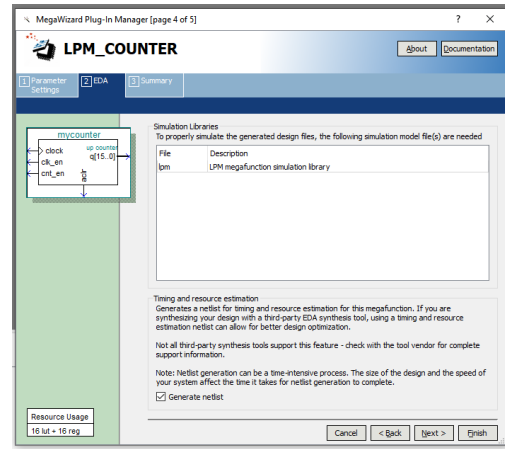 MegaWizard Plug-In Manager [page 4 of 5]
? X
LPM_COUNTER
About
Documentation
1 Parameter Settings
2 EDA
3 Summary
mycounter
up counter
clock
q[15..0]
clk_en
cnt_en
aclr
Simulation Libraries
To properly simulate the generated design files, the following simulation model file(s) are needed
File Description
lpm LPM megafunction simulation library
Timing and resource estimation
Generates a netlist for timing and resource estimation for this megafunction. If you are
synthesizing your design with a third-party EDA synthesis tool, using a timing and resource
estimation netlist can allow for better design optimization.
Not all third-party synthesis tools support this feature - check with the tool vendor for complete
support information.
Note: Netlist generation can be a time-intensive process. The size of the design and the speed of
your system affect the time it takes for netlist generation to complete.
Generate netlist
Resource Usage
16 lut + 16 reg
Cancel
< Back
Next >
Finish